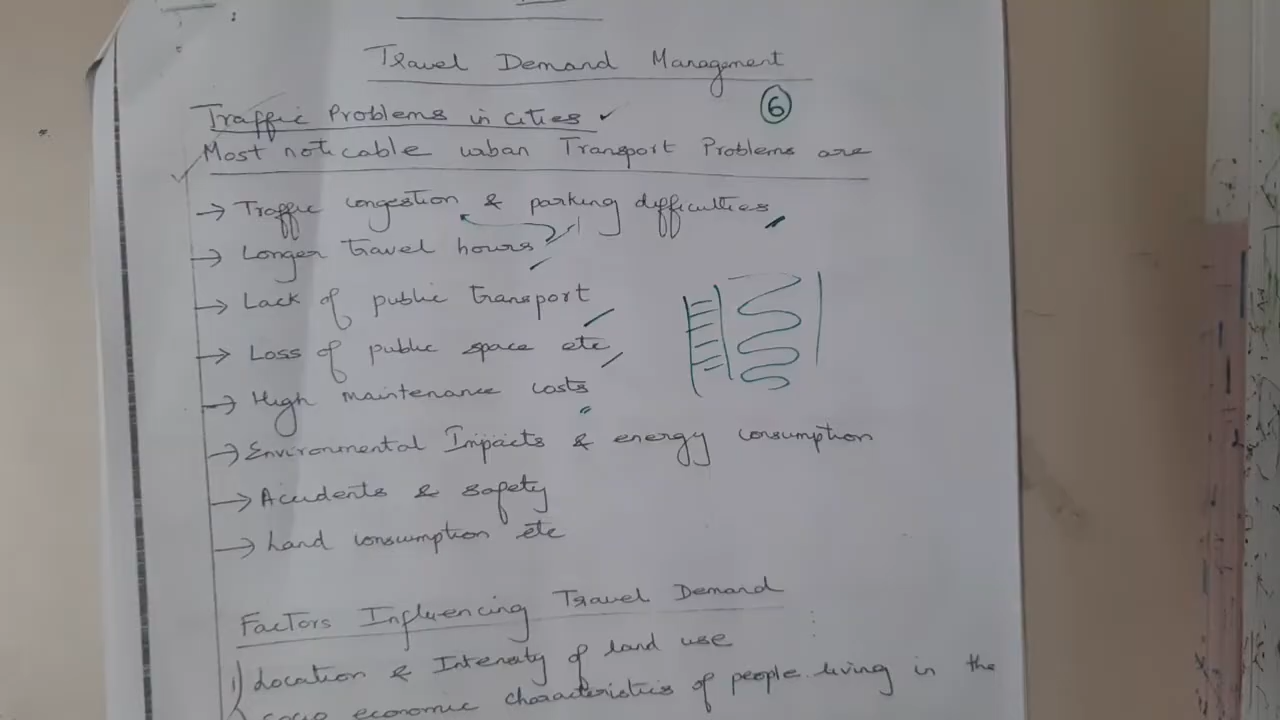 Travel Demand Management
Traffic Problems in cities
6
Most noticable urban Transport Problems are
→ Traffic congestion & parking difficulties
→ Longer travel hours
→ Lack of public transport
→ Loss of public space etc
→ High maintenance costs
→ Environmental Impacts & energy consumption
→ Accidents & safety
→ Land consumption etc
Factors Influencing Travel Demand
1) Location & Intensity of land use
socio economic characteristics of people living in the